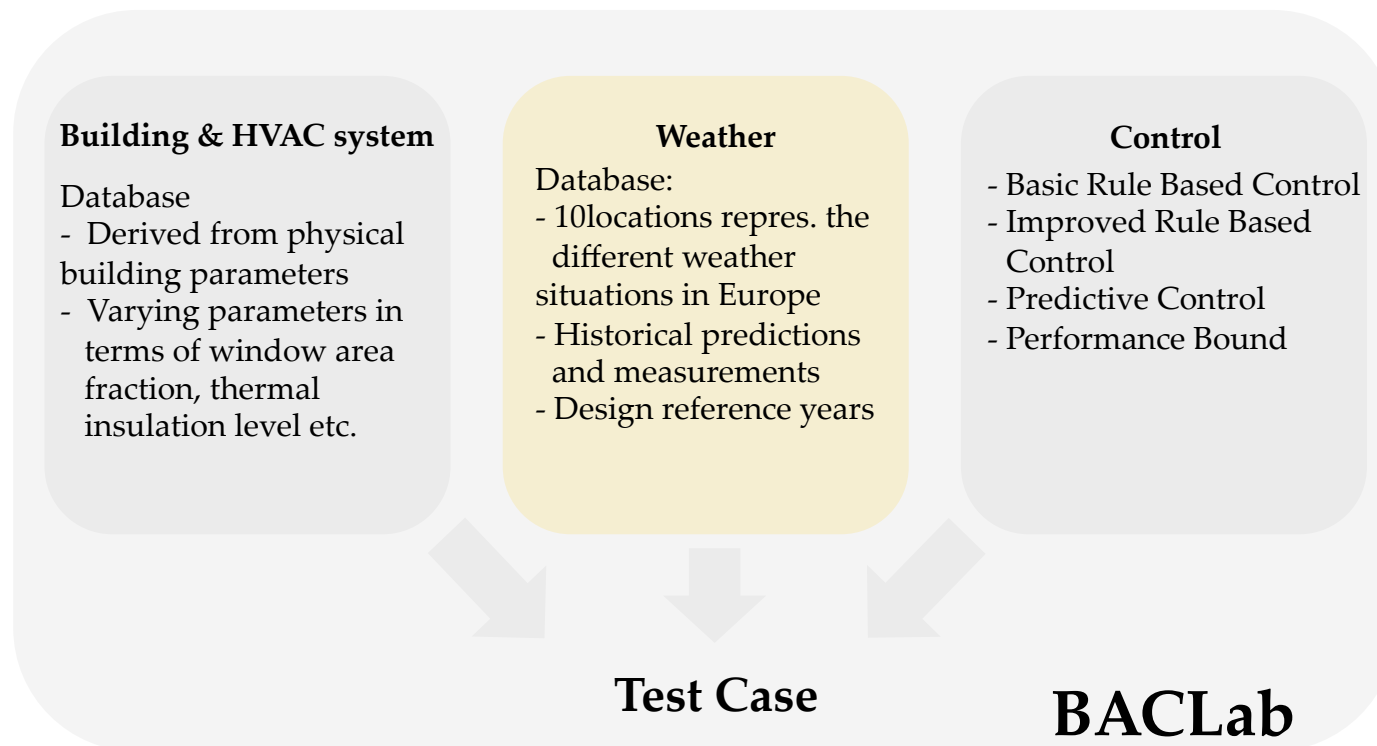 Building & HVAC system
Database
- Derived from physical
building parameters
- Varying parameters in
terms of window area
fraction, thermal
insulation level etc.
Weather
Database:
- 10locations repres. the
different weather
situations in Europe
- Historical predictions
and measurements
- Design reference years
Control
- Basic Rule Based Control
- Improved Rule Based
Control
- Predictive Control
- Performance Bound
Test Case
BACLab